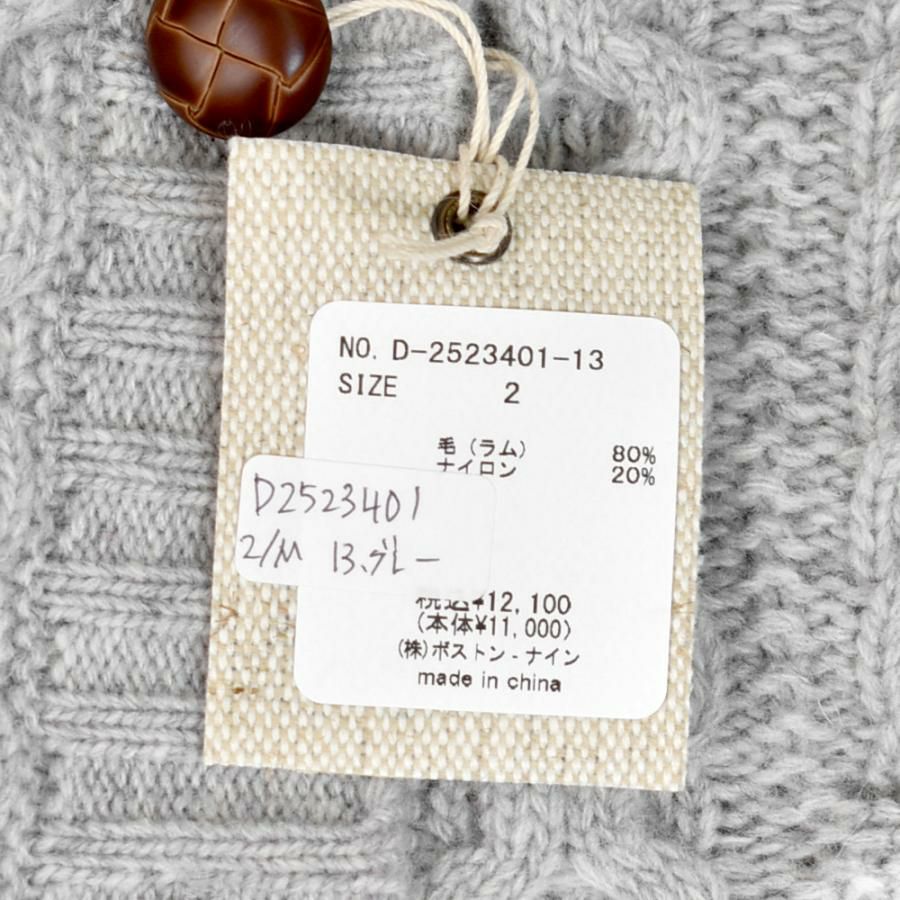 NO. D-2523401-13
SIZE 2
毛(ラム) 80%
ナイロン 20%
D2523401
2/M 13.グレー
税込¥12,100
(本体¥11,000)
(株)ボストン-ナイン
made in china